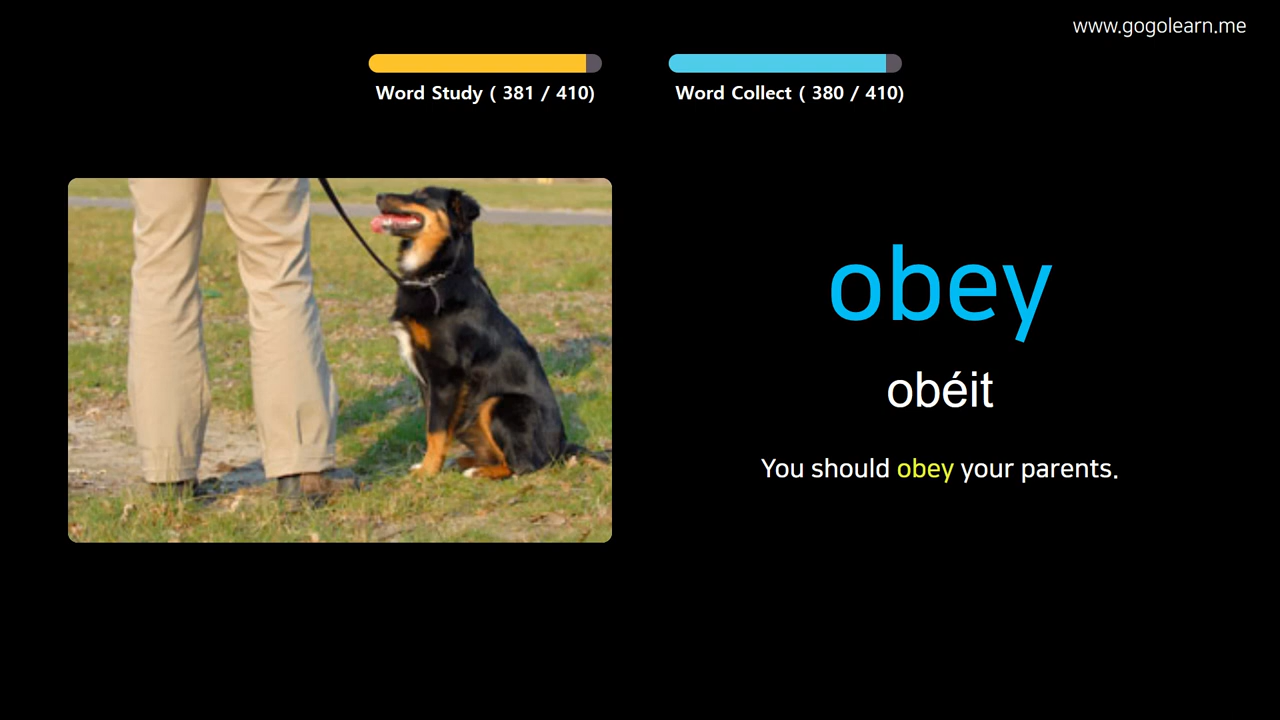 www.gogolearn.me
Word Study ( 381 / 410)
Word Collect ( 380 / 410)
obey
obéit
You should obey your parents.